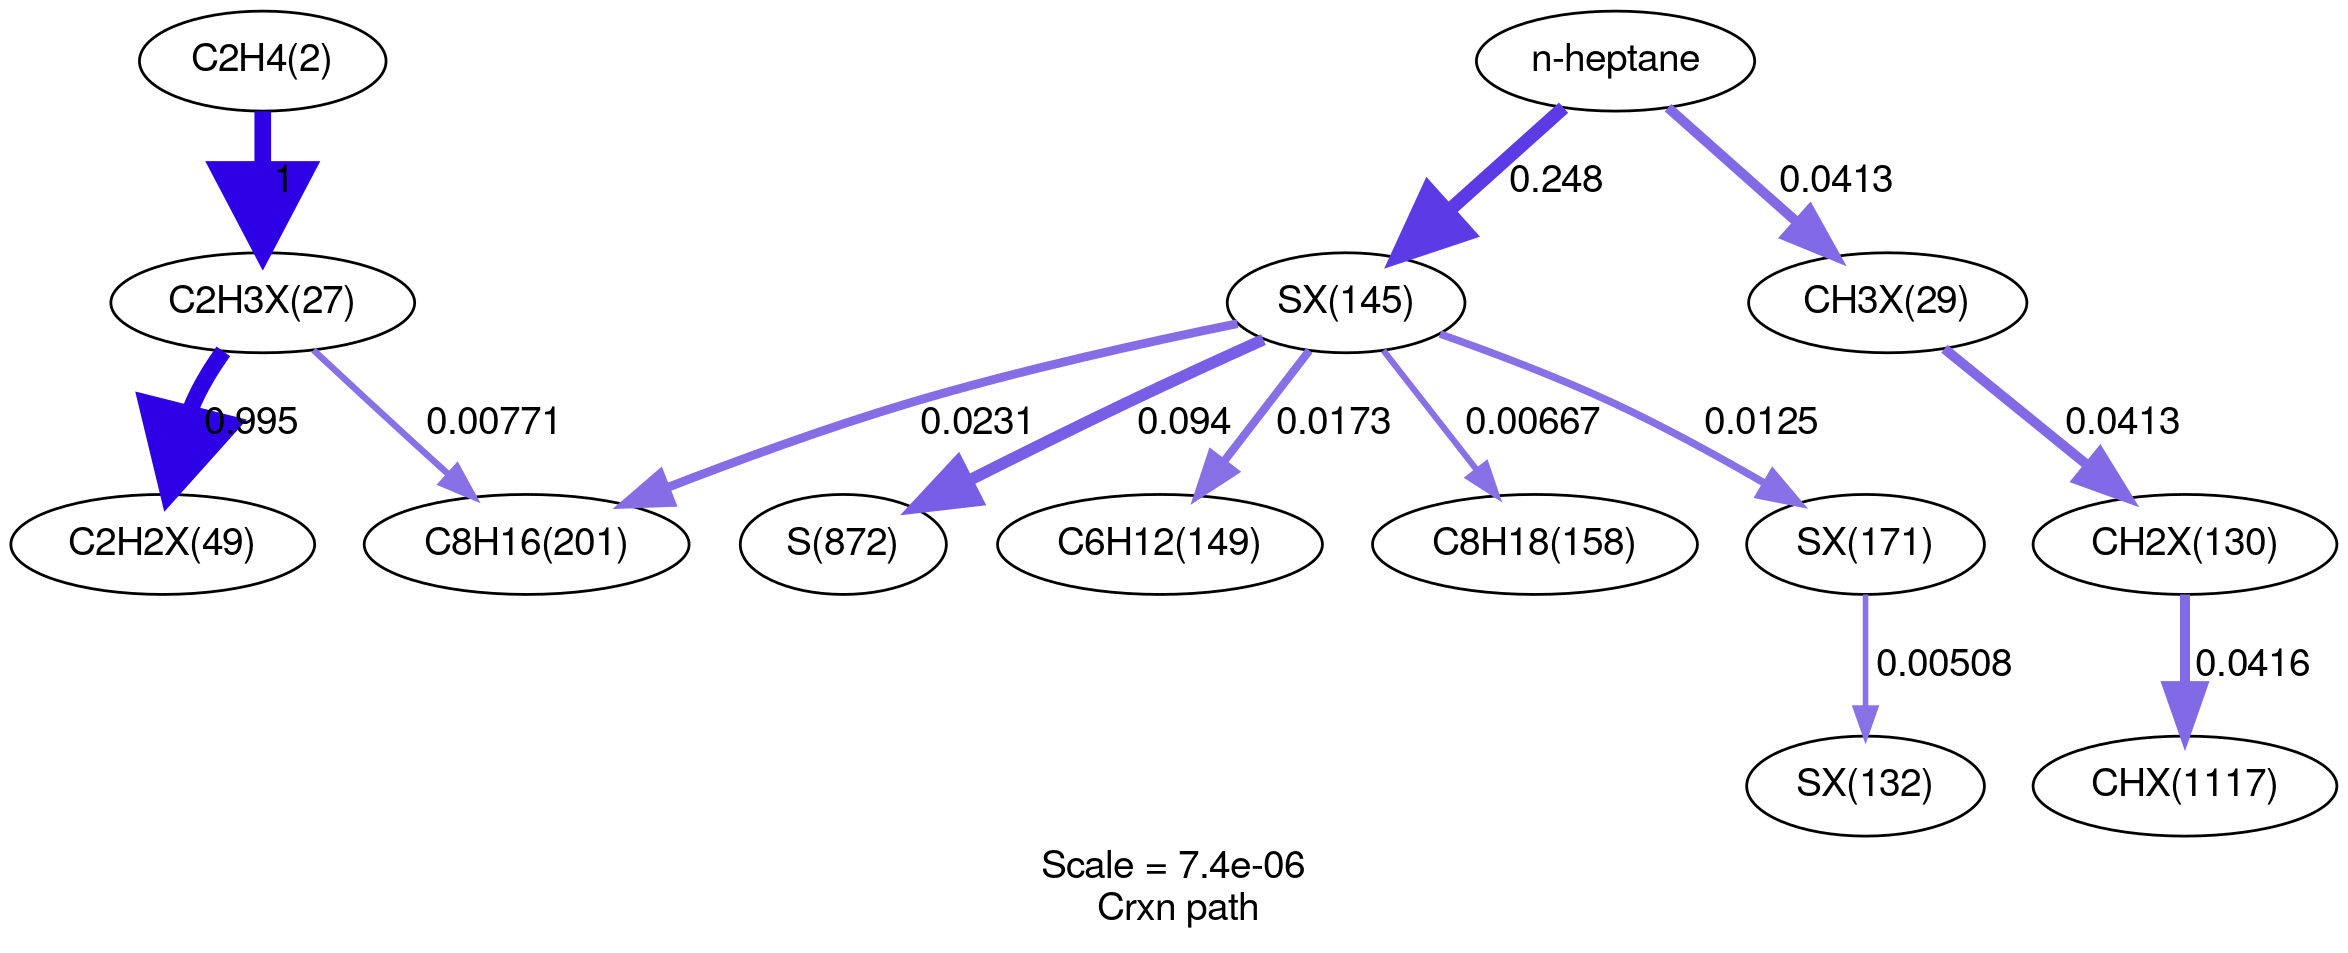 C2H4(2)
n-heptane
1
0.248
0.0413
C2H3X(27)
SX(145)
CH3X(29)
0.995
0.00771
0.0231
0.094
0.0173
0.00667
0.0125
0.0413
C2H2X(49)
C8H16(201)
S(872)
C6H12(149)
C8H18(158)
SX(171)
CH2X(130)
0.00508
0.0416
SX(132)
CHX(1117)
Scale = 7.4e-06
Crxn path